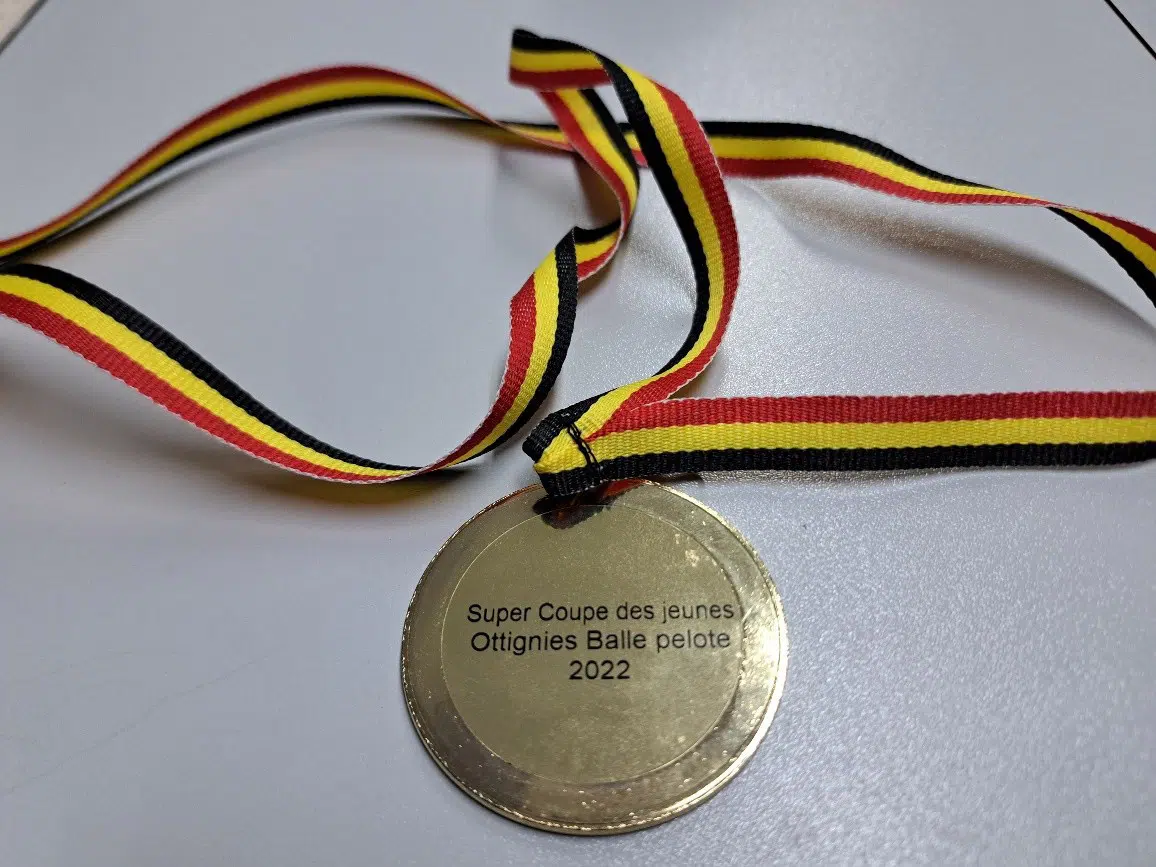 Super Coupe des jeunes
Ottignies Balle pelote
2022